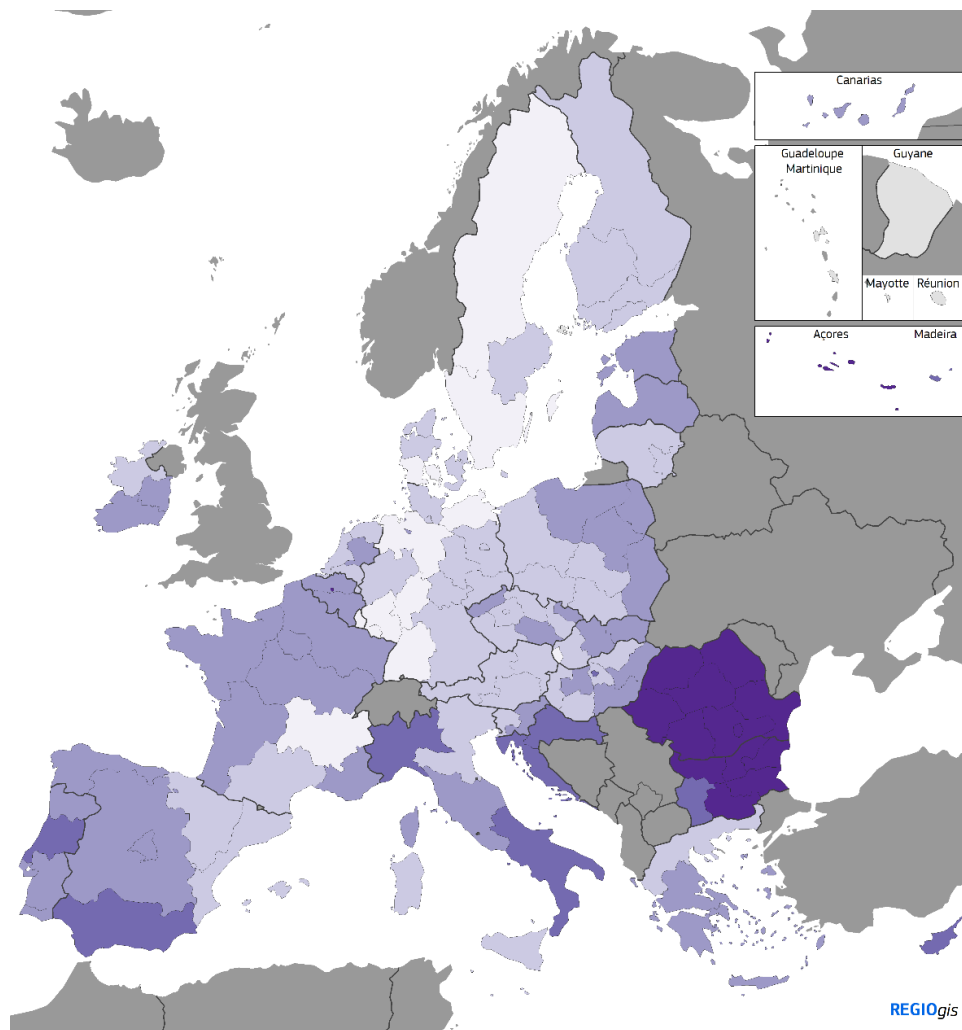 Canarias
Guadeloupe
Martinique
Guyane
Mayotte
Réunion
Açores
Madeira
REGIOgis